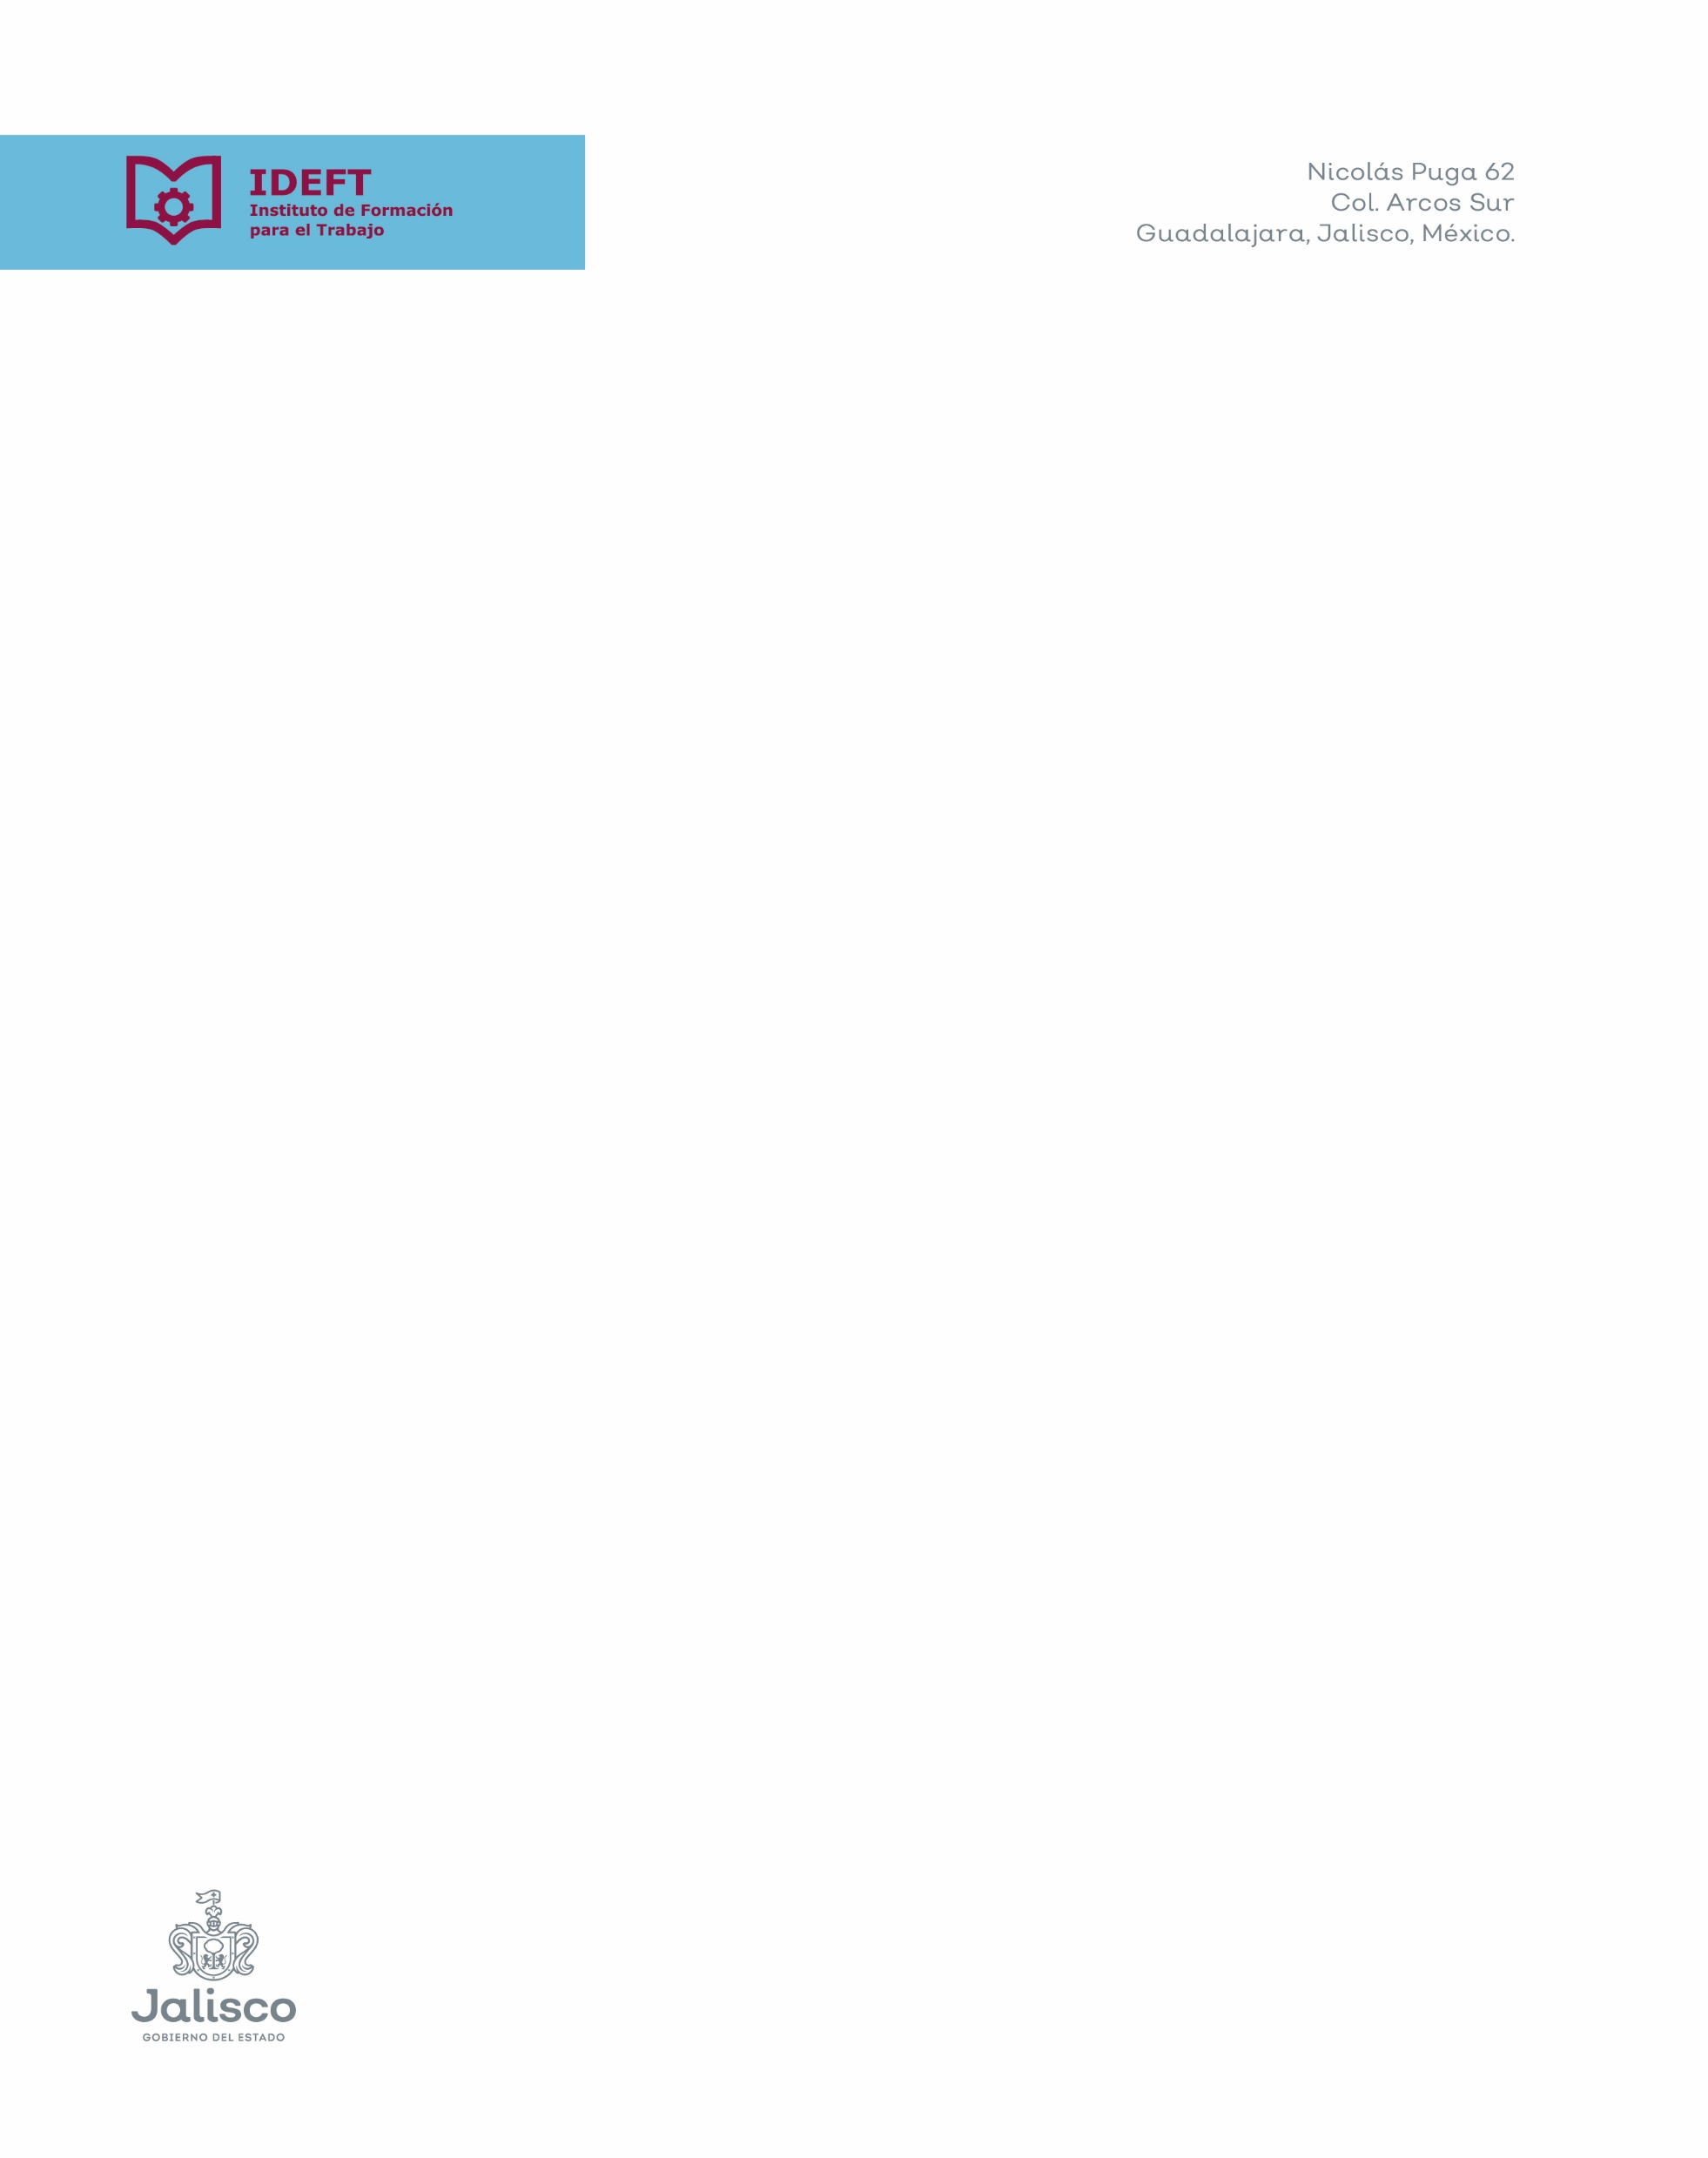 IDEFT
Instituto de Formación
para el Trabajo
Nicolás Puga 62
Col. Arcos Sur
Guadalajara, Jalisco, México.
Jalisco
GOBIERNO DEL ESTADO